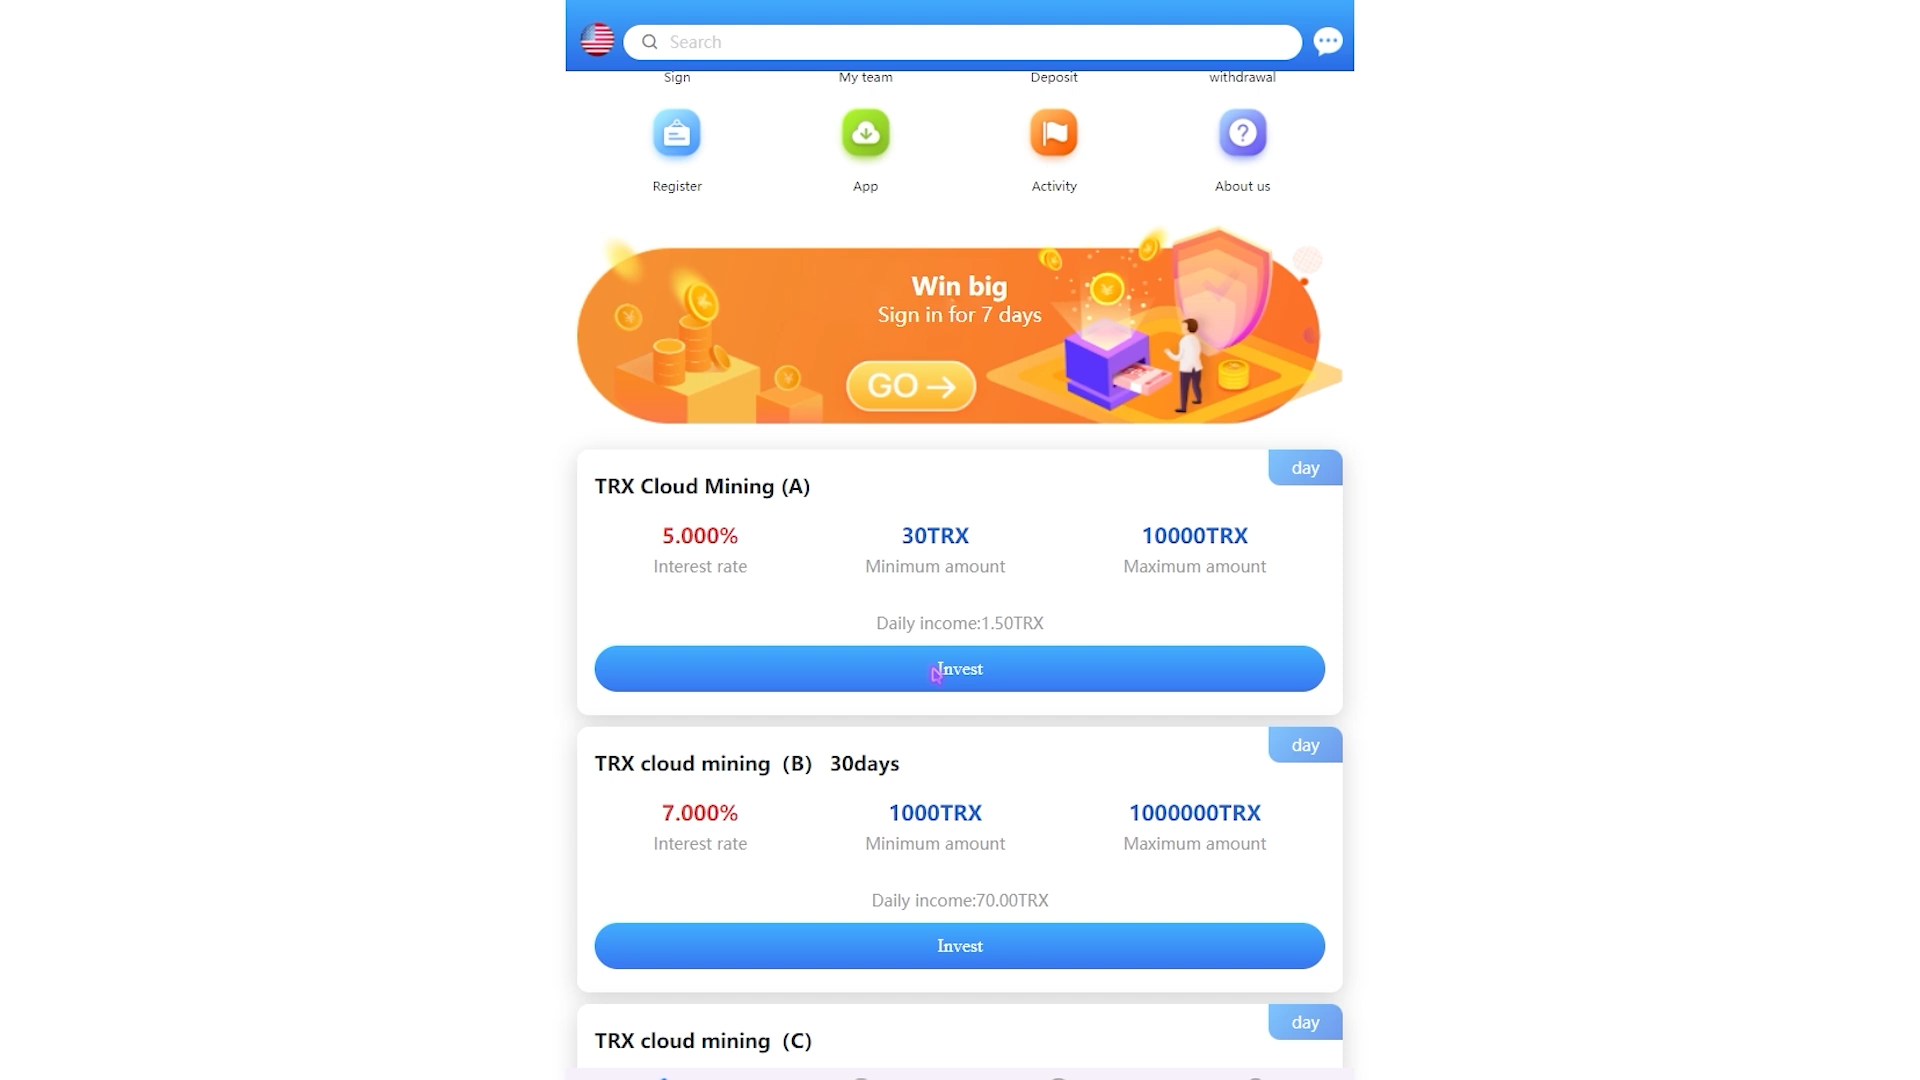 Search
Sign
My team
Deposit
withdrawal
Register
App
Activity
About us
Win big
Sign in for 7 days
GO →
day
TRX Cloud Mining (A)
5.000%
30TRX
10000TRX
Interest rate
Minimum amount
Maximum amount
Daily income:1.50TRX
Invest
day
TRX cloud mining（B） 30days
7.000%
1000TRX
1000000TRX
Interest rate
Minimum amount
Maximum amount
Daily income:70.00TRX
Invest
day
TRX cloud mining（C）